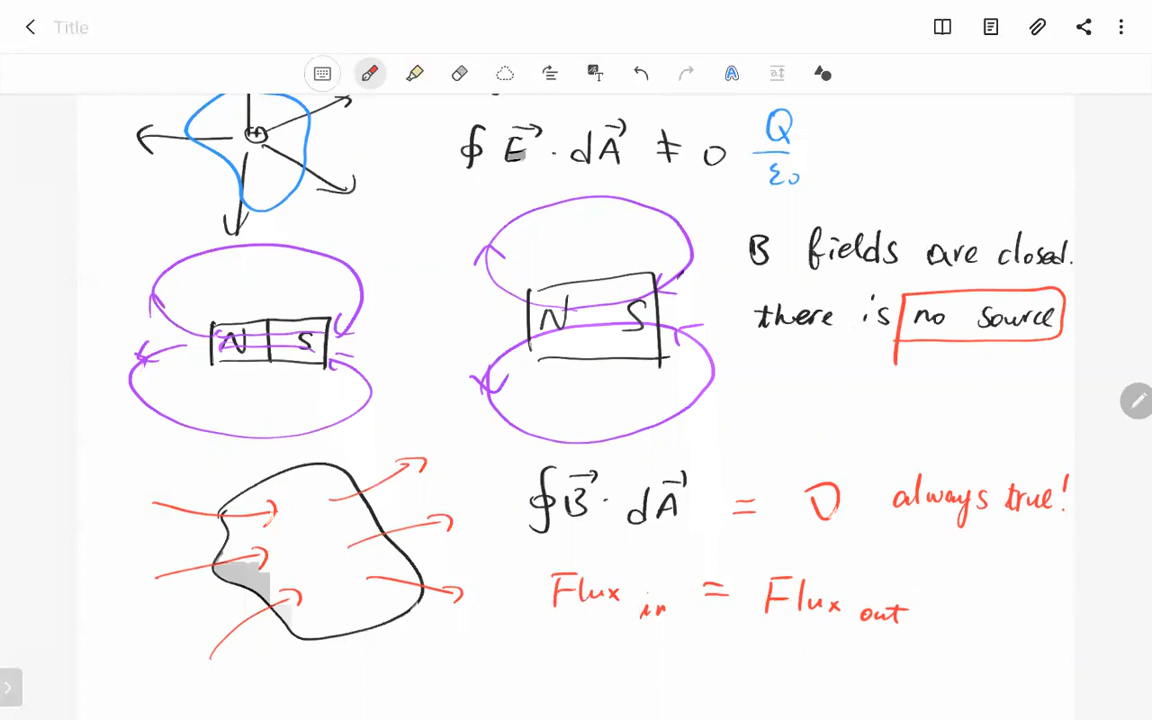 Title
∮ E⃗ · dA⃗ ≠ 0 Q/ε₀
B fields are closed.
there is no source
N S
N S
∮ B⃗ · dA⃗ = 0 always true!
Flux in = Flux out